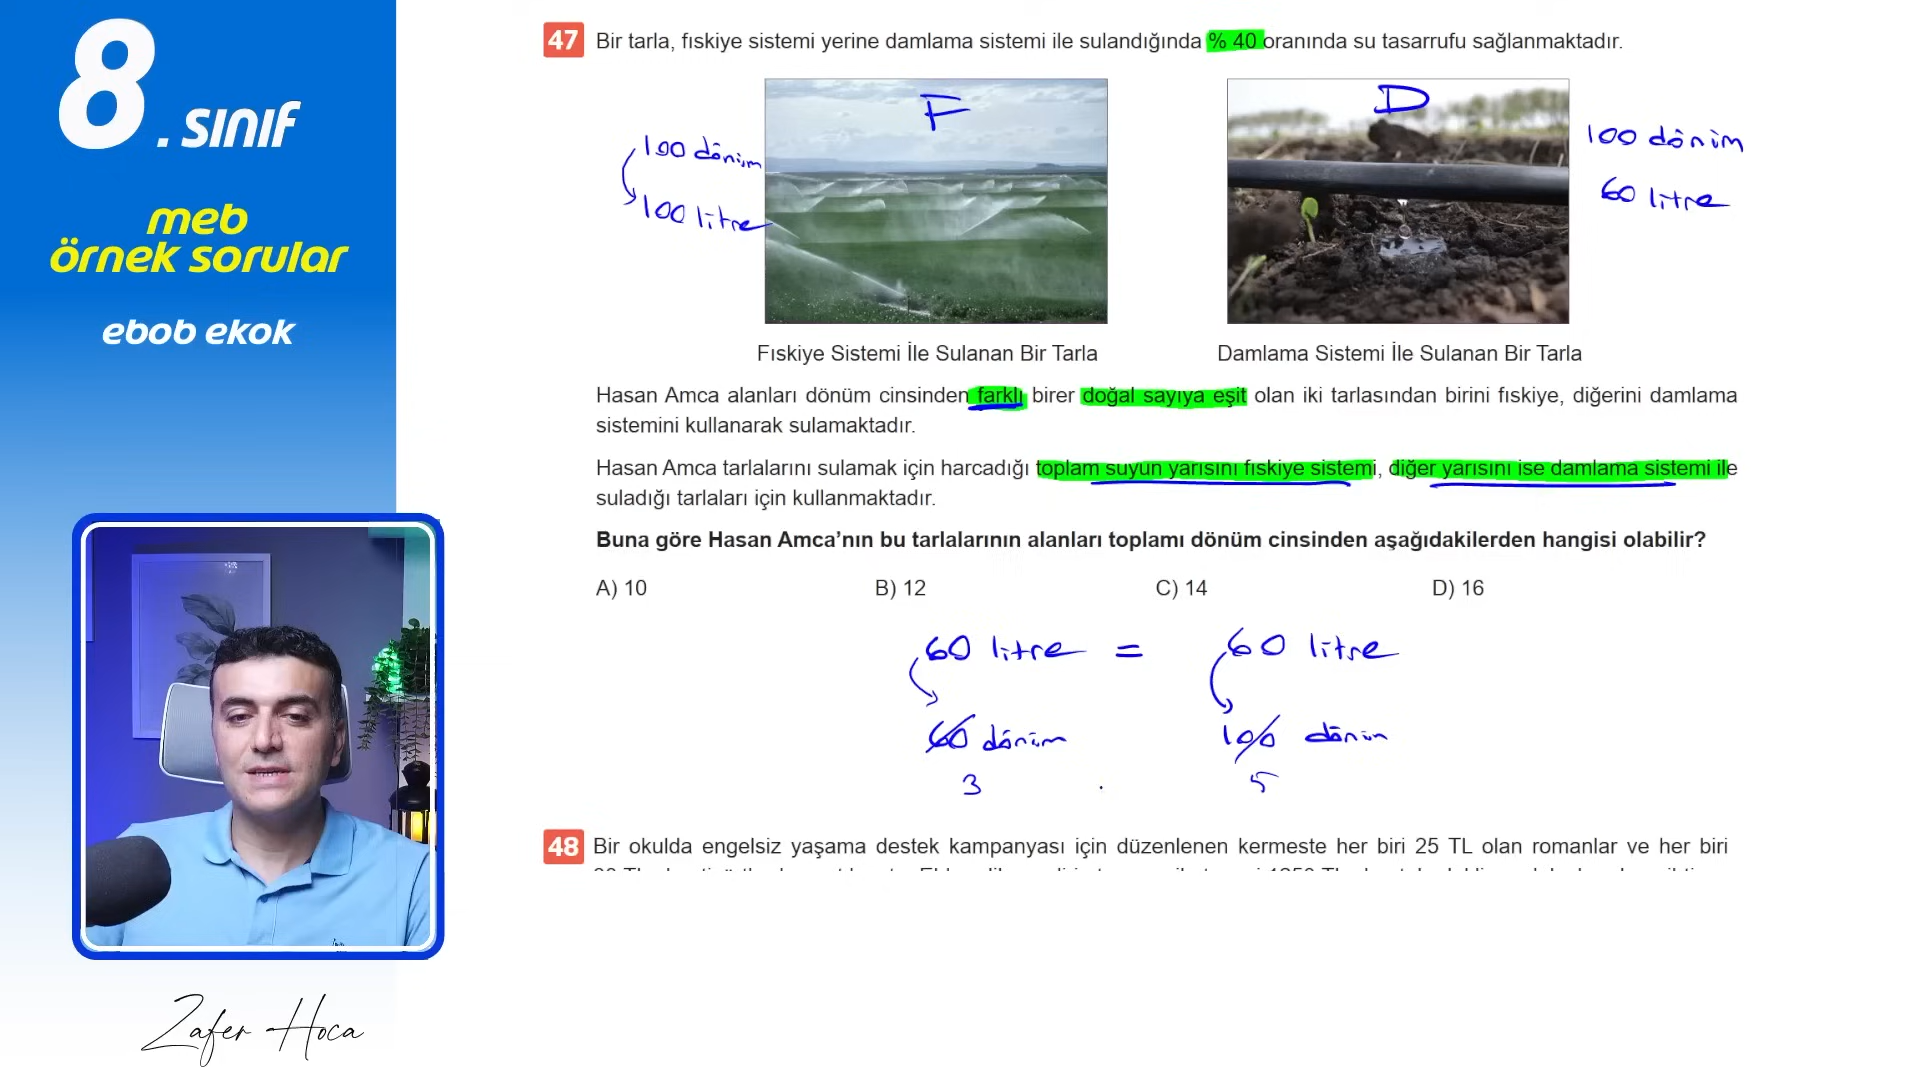 8. sınıf
meb
örnek sorular
ebob ekok
Zafer Hoca
47 Bir tarla, fıskiye sistemi yerine damlama sistemi ile sulandığında % 40 oranında su tasarrufu sağlanmaktadır.
F
D
100 dönüm
100 litre
100 dönüm
60 litre
Fıskiye Sistemi İle Sulanan Bir Tarla
Damlama Sistemi İle Sulanan Bir Tarla
Hasan Amca alanları dönüm cinsinden farklı birer doğal sayıya eşit olan iki tarlasından birini fıskiye, diğerini damlama
sistemini kullanarak sulamaktadır.
Hasan Amca tarlalarını sulamak için harcadığı toplam suyun yarısını fıskiye sistemi, diğer yarısını ise damlama sistemi ile
suladığı tarlaları için kullanmaktadır.
Buna göre Hasan Amca’nın bu tarlalarının alanları toplamı dönüm cinsinden aşağıdakilerden hangisi olabilir?
A) 10 B) 12 C) 14 D) 16
60 litre = 60 litre
60 dönüm 100 dönüm
3 5
48 Bir okulda engelsiz yaşama destek kampanyası için düzenlenen kermeste her biri 25 TL olan romanlar ve her biri